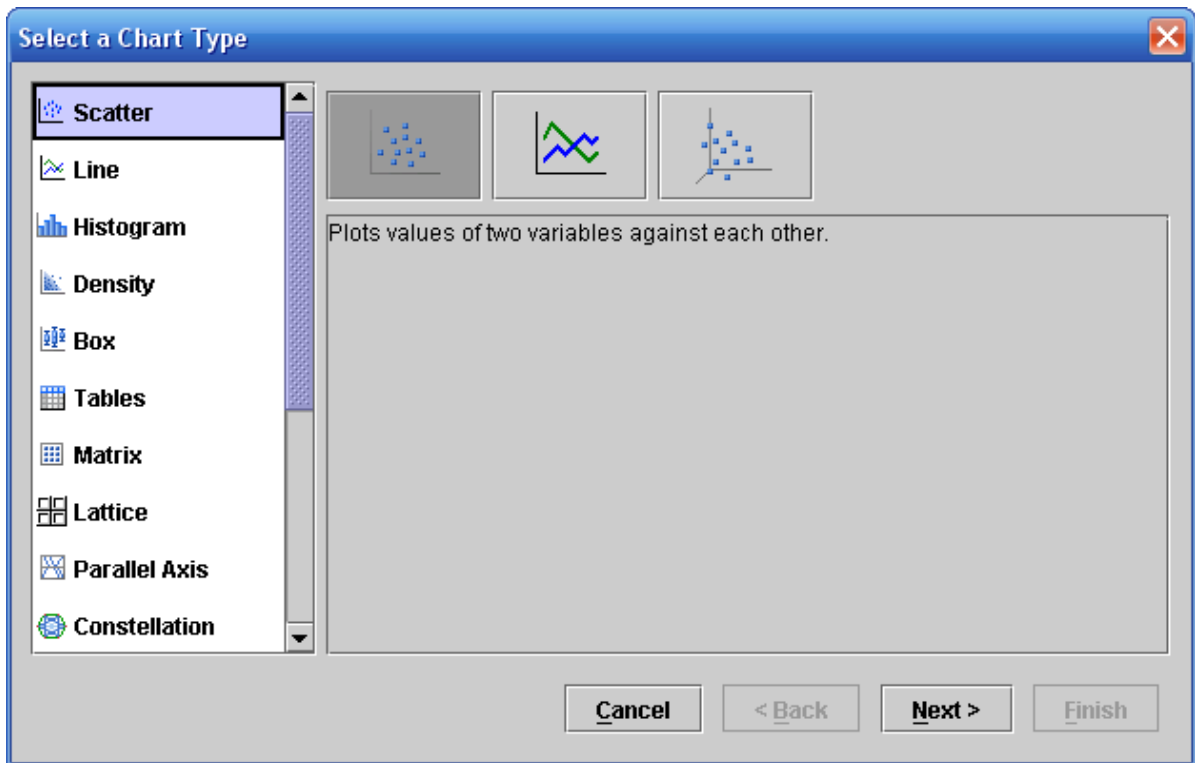 Select a Chart Type
Scatter
Line
Histogram
Density
Box
Tables
Matrix
Lattice
Parallel Axis
Constellation
Plots values of two variables against each other.
Cancel
< Back
Next >
Finish